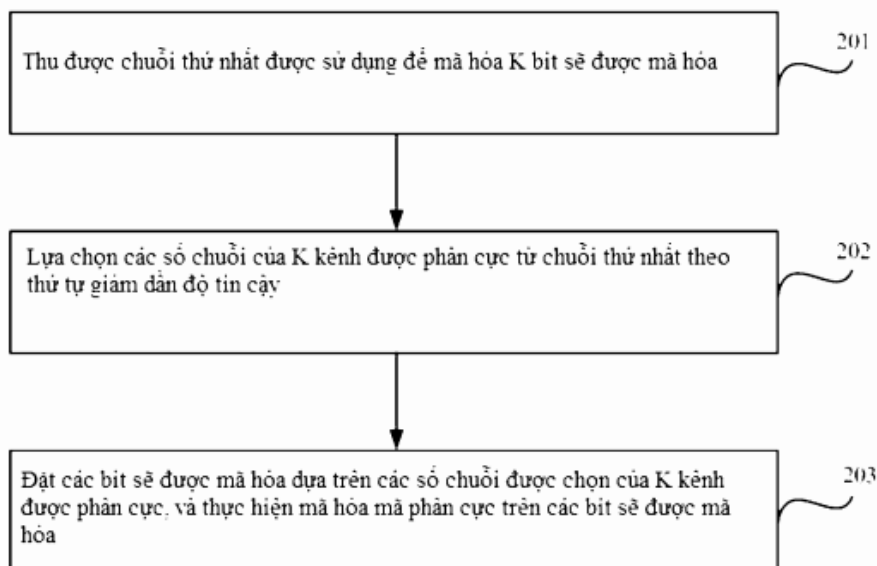 Thu được chuỗi thứ nhất được sử dụng để mã hóa K bit sẽ được mã hóa
201
Lựa chọn các số chuỗi của K kênh được phân cực từ chuỗi thứ nhất theo
thứ tự giảm dần độ tin cậy
202
Đặt các bit sẽ được mã hóa dựa trên các số chuỗi được chọn của K kênh
được phân cực, và thực hiện mã hóa mã phân cực trên các bit sẽ được mã
hóa
203